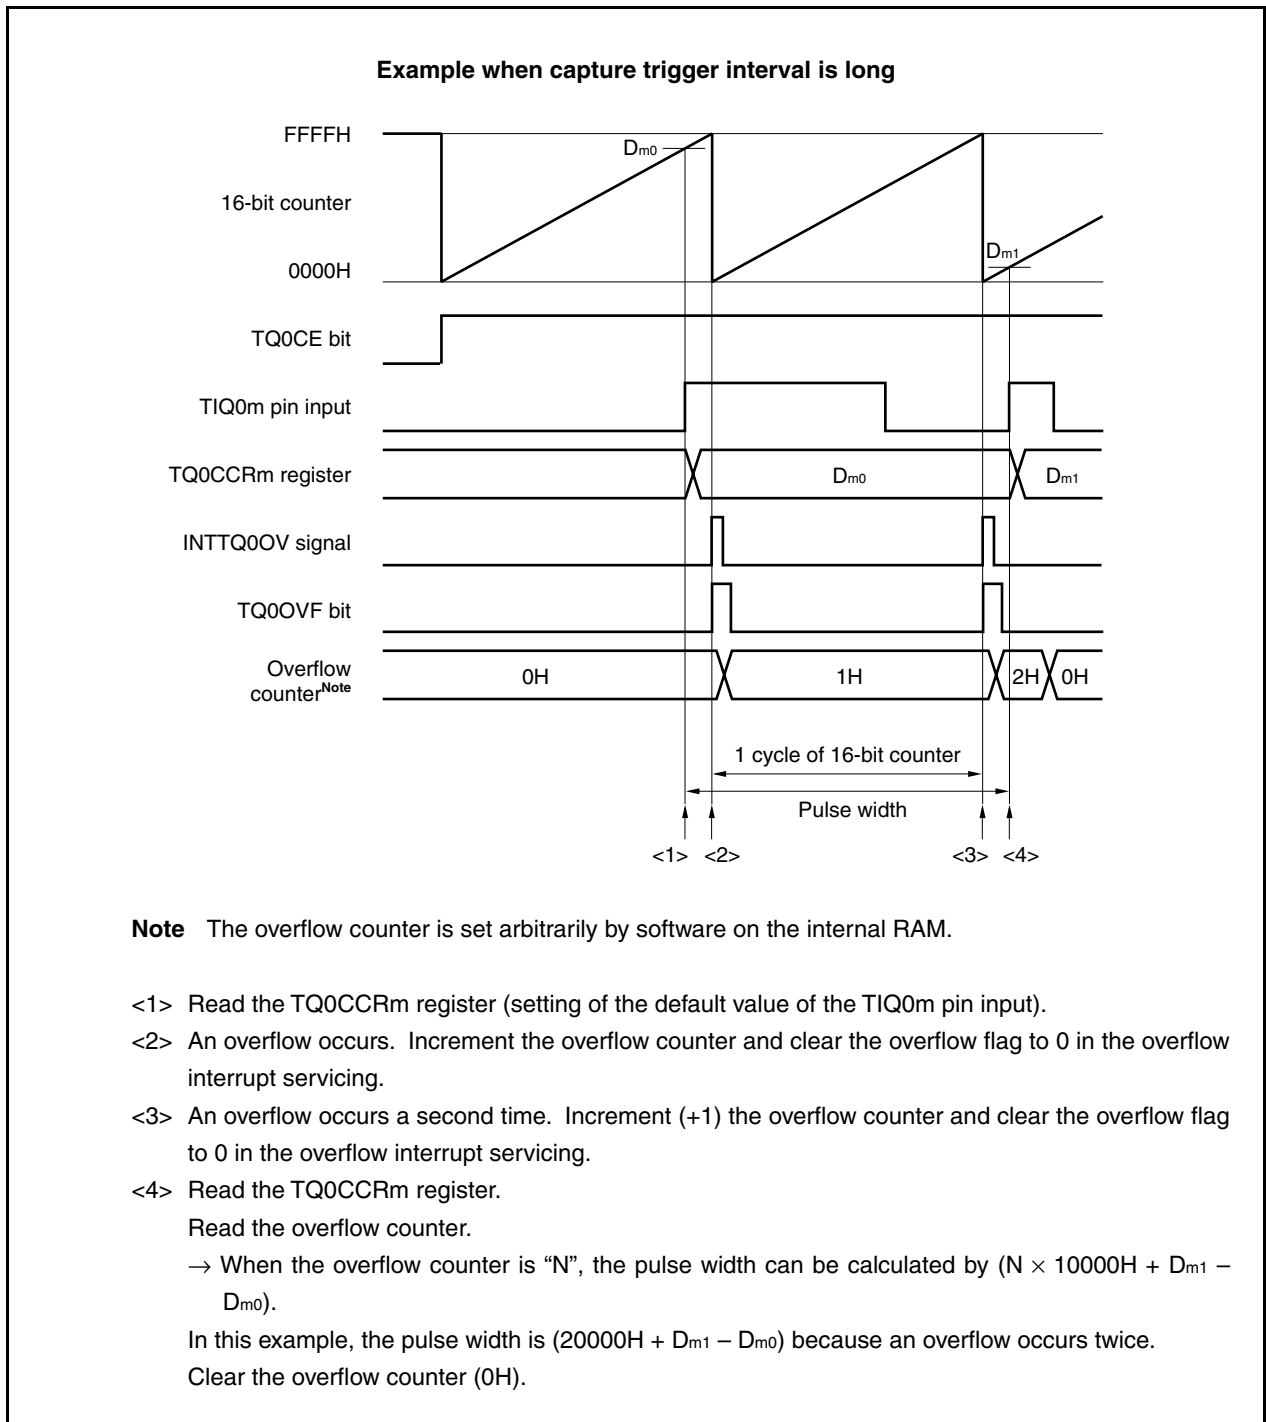 Example when capture trigger interval is long
FFFFH
Dm0
16-bit counter
Dm1
0000H
TQ0CE bit
TIQ0m pin input
TQ0CCRm register
Dm0
Dm1
INTTQ0OV signal
TQ0OVF bit
Overflow
counterNote
0H
1H
2H
0H
1 cycle of 16-bit counter
Pulse width
<1> <2> <3> <4>
Note The overflow counter is set arbitrarily by software on the internal RAM.
<1> Read the TQ0CCRm register (setting of the default value of the TIQ0m pin input).
<2> An overflow occurs. Increment the overflow counter and clear the overflow flag to 0 in the overflow
interrupt servicing.
<3> An overflow occurs a second time. Increment (+1) the overflow counter and clear the overflow flag
to 0 in the overflow interrupt servicing.
<4> Read the TQ0CCRm register.
Read the overflow counter.
→ When the overflow counter is “N”, the pulse width can be calculated by (N × 10000H + Dm1 –
Dm0).
In this example, the pulse width is (20000H + Dm1 – Dm0) because an overflow occurs twice.
Clear the overflow counter (0H).